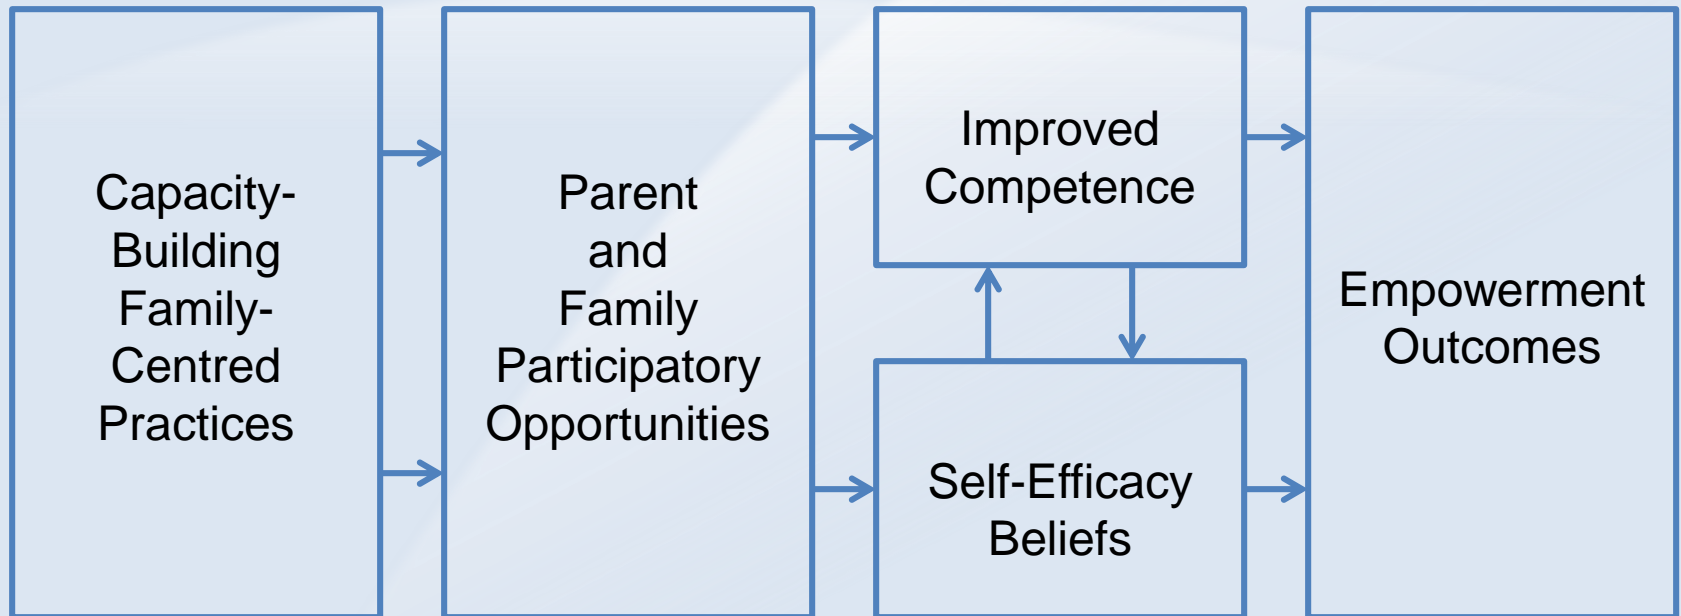 Capacity-
Building
Family-
Centred
Practices
Parent
and
Family
Participatory
Opportunities
Improved
Competence
Self-Efficacy
Beliefs
Empowerment
Outcomes